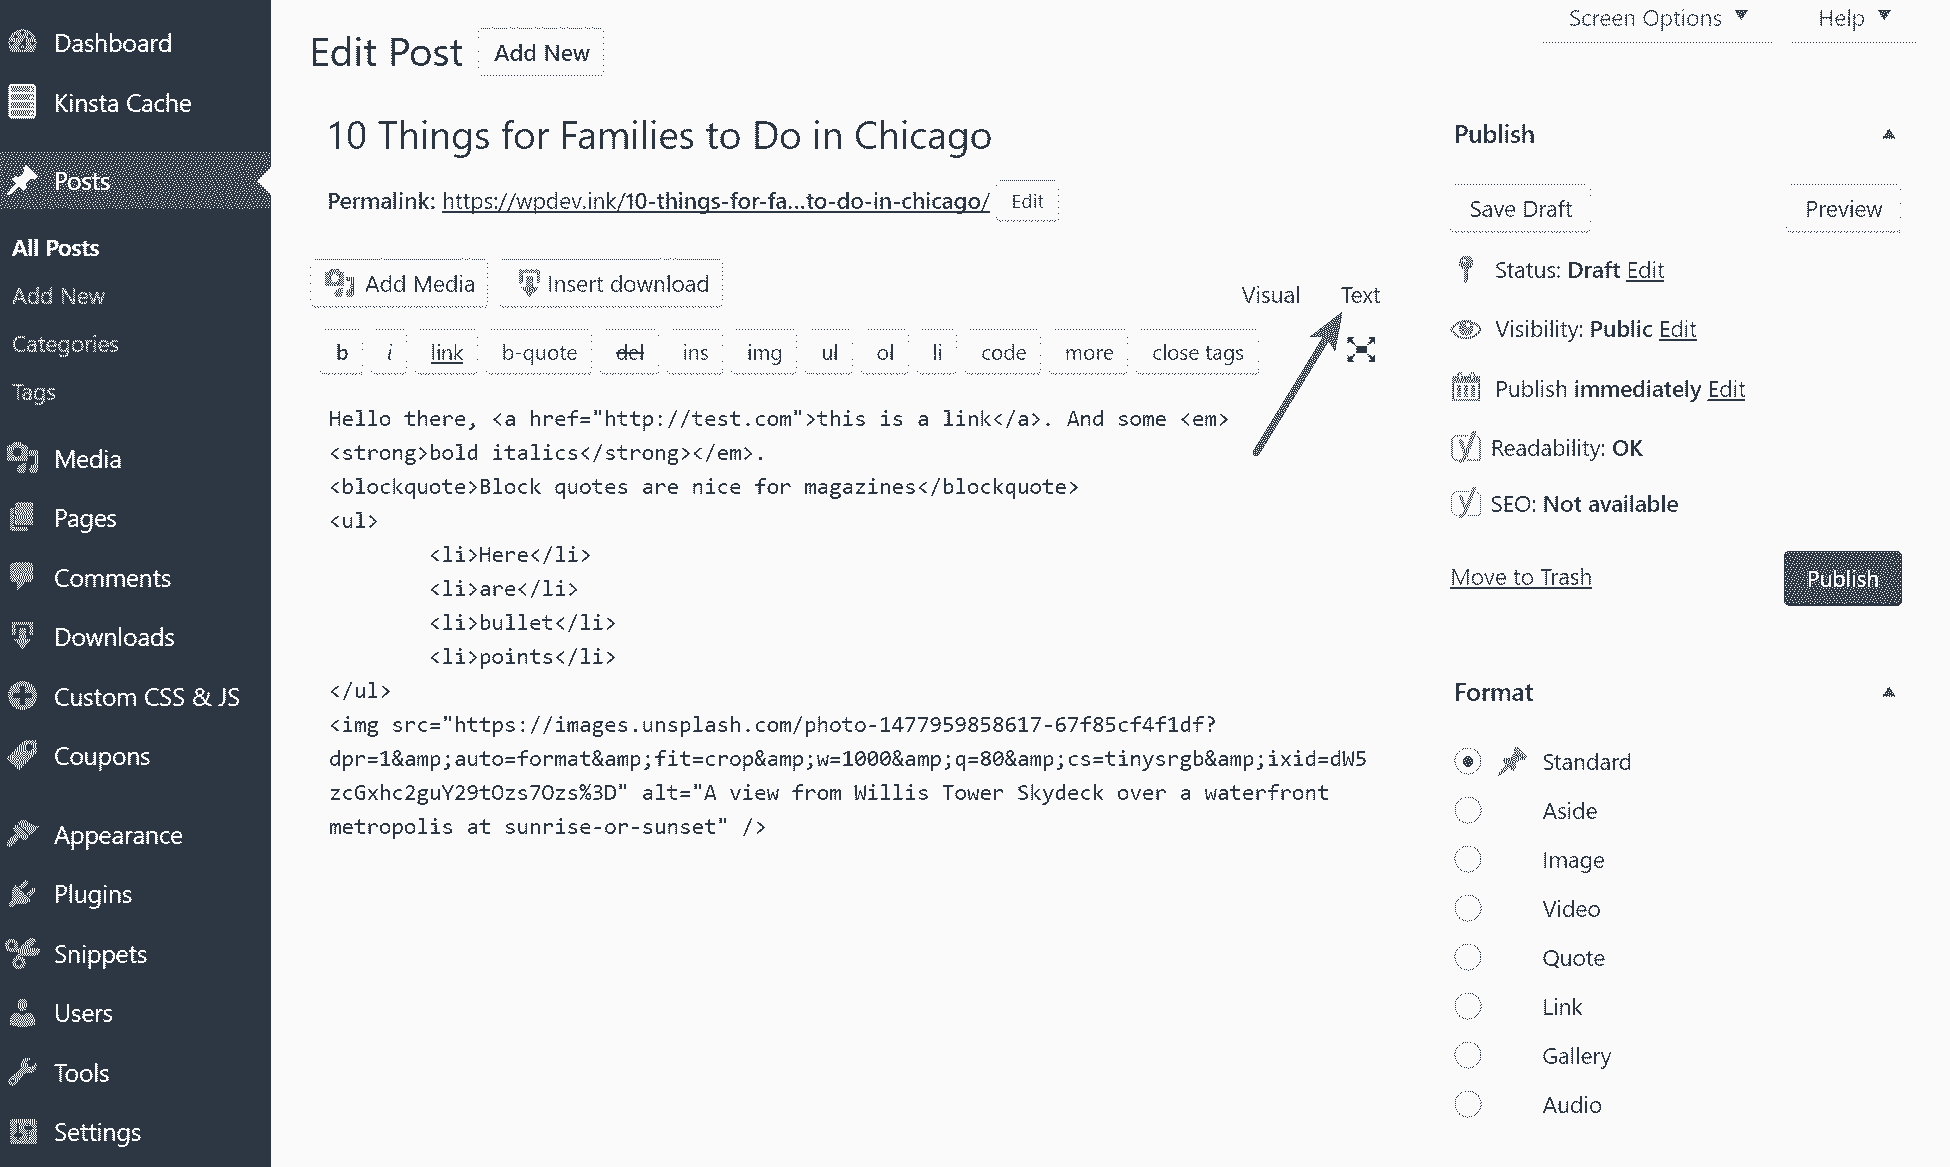 Dashboard
Kinsta Cache
Posts
All Posts
Add New
Categories
Tags
Media
Pages
Comments
Downloads
Custom CSS & JS
Coupons
Appearance
Plugins
Snippets
Users
Tools
Settings
Screen Options
Help
Edit Post Add New
10 Things for Families to Do in Chicago
Permalink: https://wpdev.ink/10-things-for-fa...to-do-in-chicago/ Edit
Add Media Insert download
Visual Text
b i link b-quote del ins img ul ol li code more close tags
Hello there, <a href="http://test.com">this is a link</a>. And some <em>
<strong>bold italics</strong></em>.
<blockquote>Block quotes are nice for magazines</blockquote>
<ul>
<li>Here</li>
<li>are</li>
<li>bullet</li>
<li>points</li>
</ul>
<img src="https://images.unsplash.com/photo-1477959858617-67f85cf4f1df?
dpr=1&amp;auto=format&amp;fit=crop&amp;w=1000&amp;q=80&amp;cs=tinysrgb&amp;ixid=dW5
zcGxhc2guY29tOzs7Ozs%3D" alt="A view from Willis Tower Skydeck over a waterfront
metropolis at sunrise-or-sunset" />
Publish
Save Draft Preview
Status: Draft Edit
Visibility: Public Edit
Publish immediately Edit
Readability: OK
SEO: Not available
Move to Trash Publish
Format
Standard
Aside
Image
Video
Quote
Link
Gallery
Audio